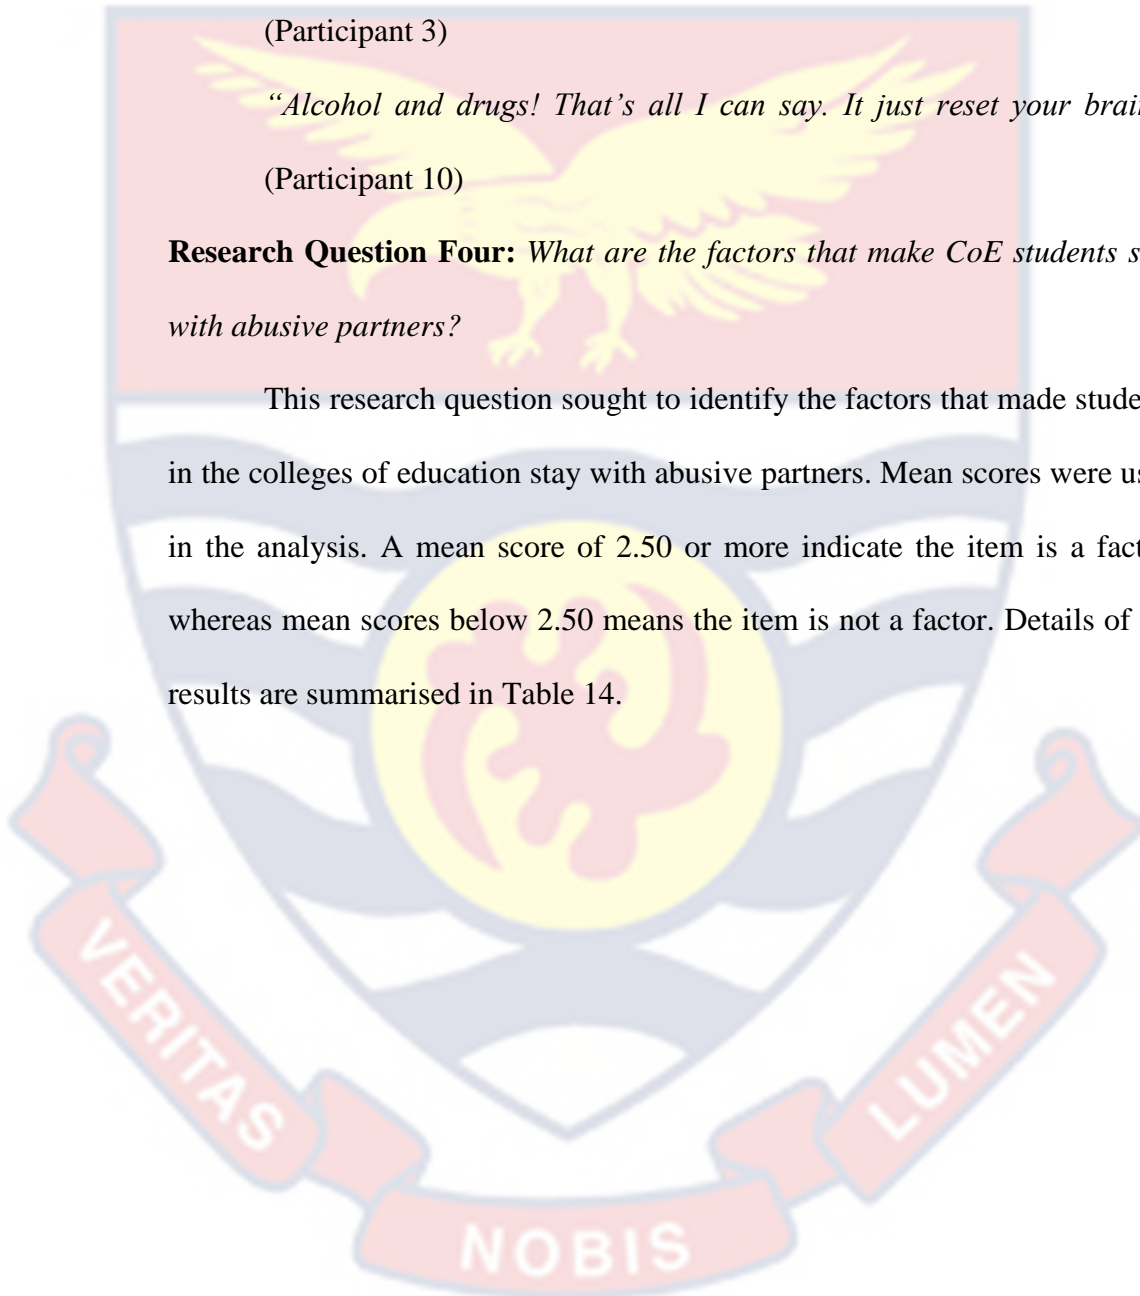 (Participant 3)
“Alcohol and drugs! That’s all I can say. It just reset your brain
(Participant 10)
Research Question Four: What are the factors that make CoE students s
with abusive partners?
This research question sought to identify the factors that made stude
in the colleges of education stay with abusive partners. Mean scores were us
in the analysis. A mean score of 2.50 or more indicate the item is a fact
whereas mean scores below 2.50 means the item is not a factor. Details of
results are summarised in Table 14.
VERITAS
NOBIS
LUMEN